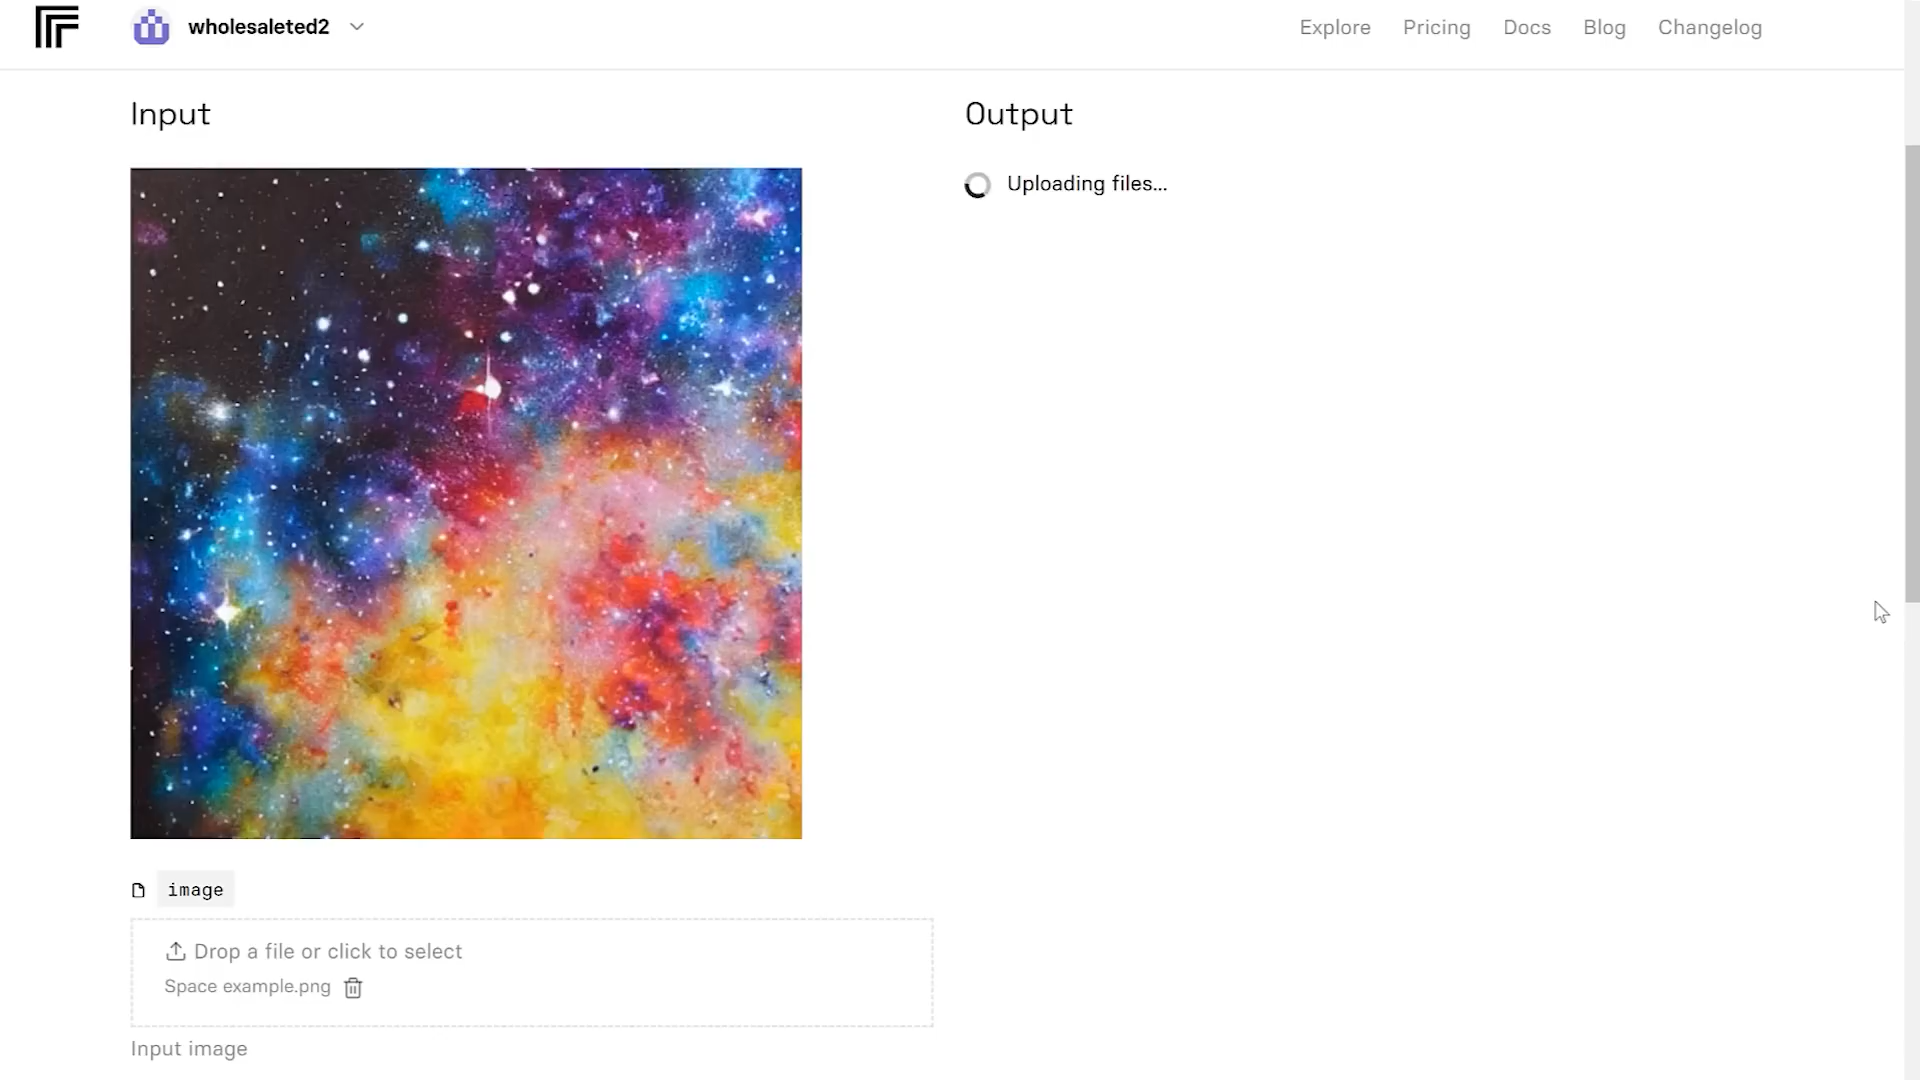 wholesaleted2
Explore Pricing Docs Blog Changelog
Input
Output
Uploading files...
image
Drop a file or click to select
Space example.png
Input image